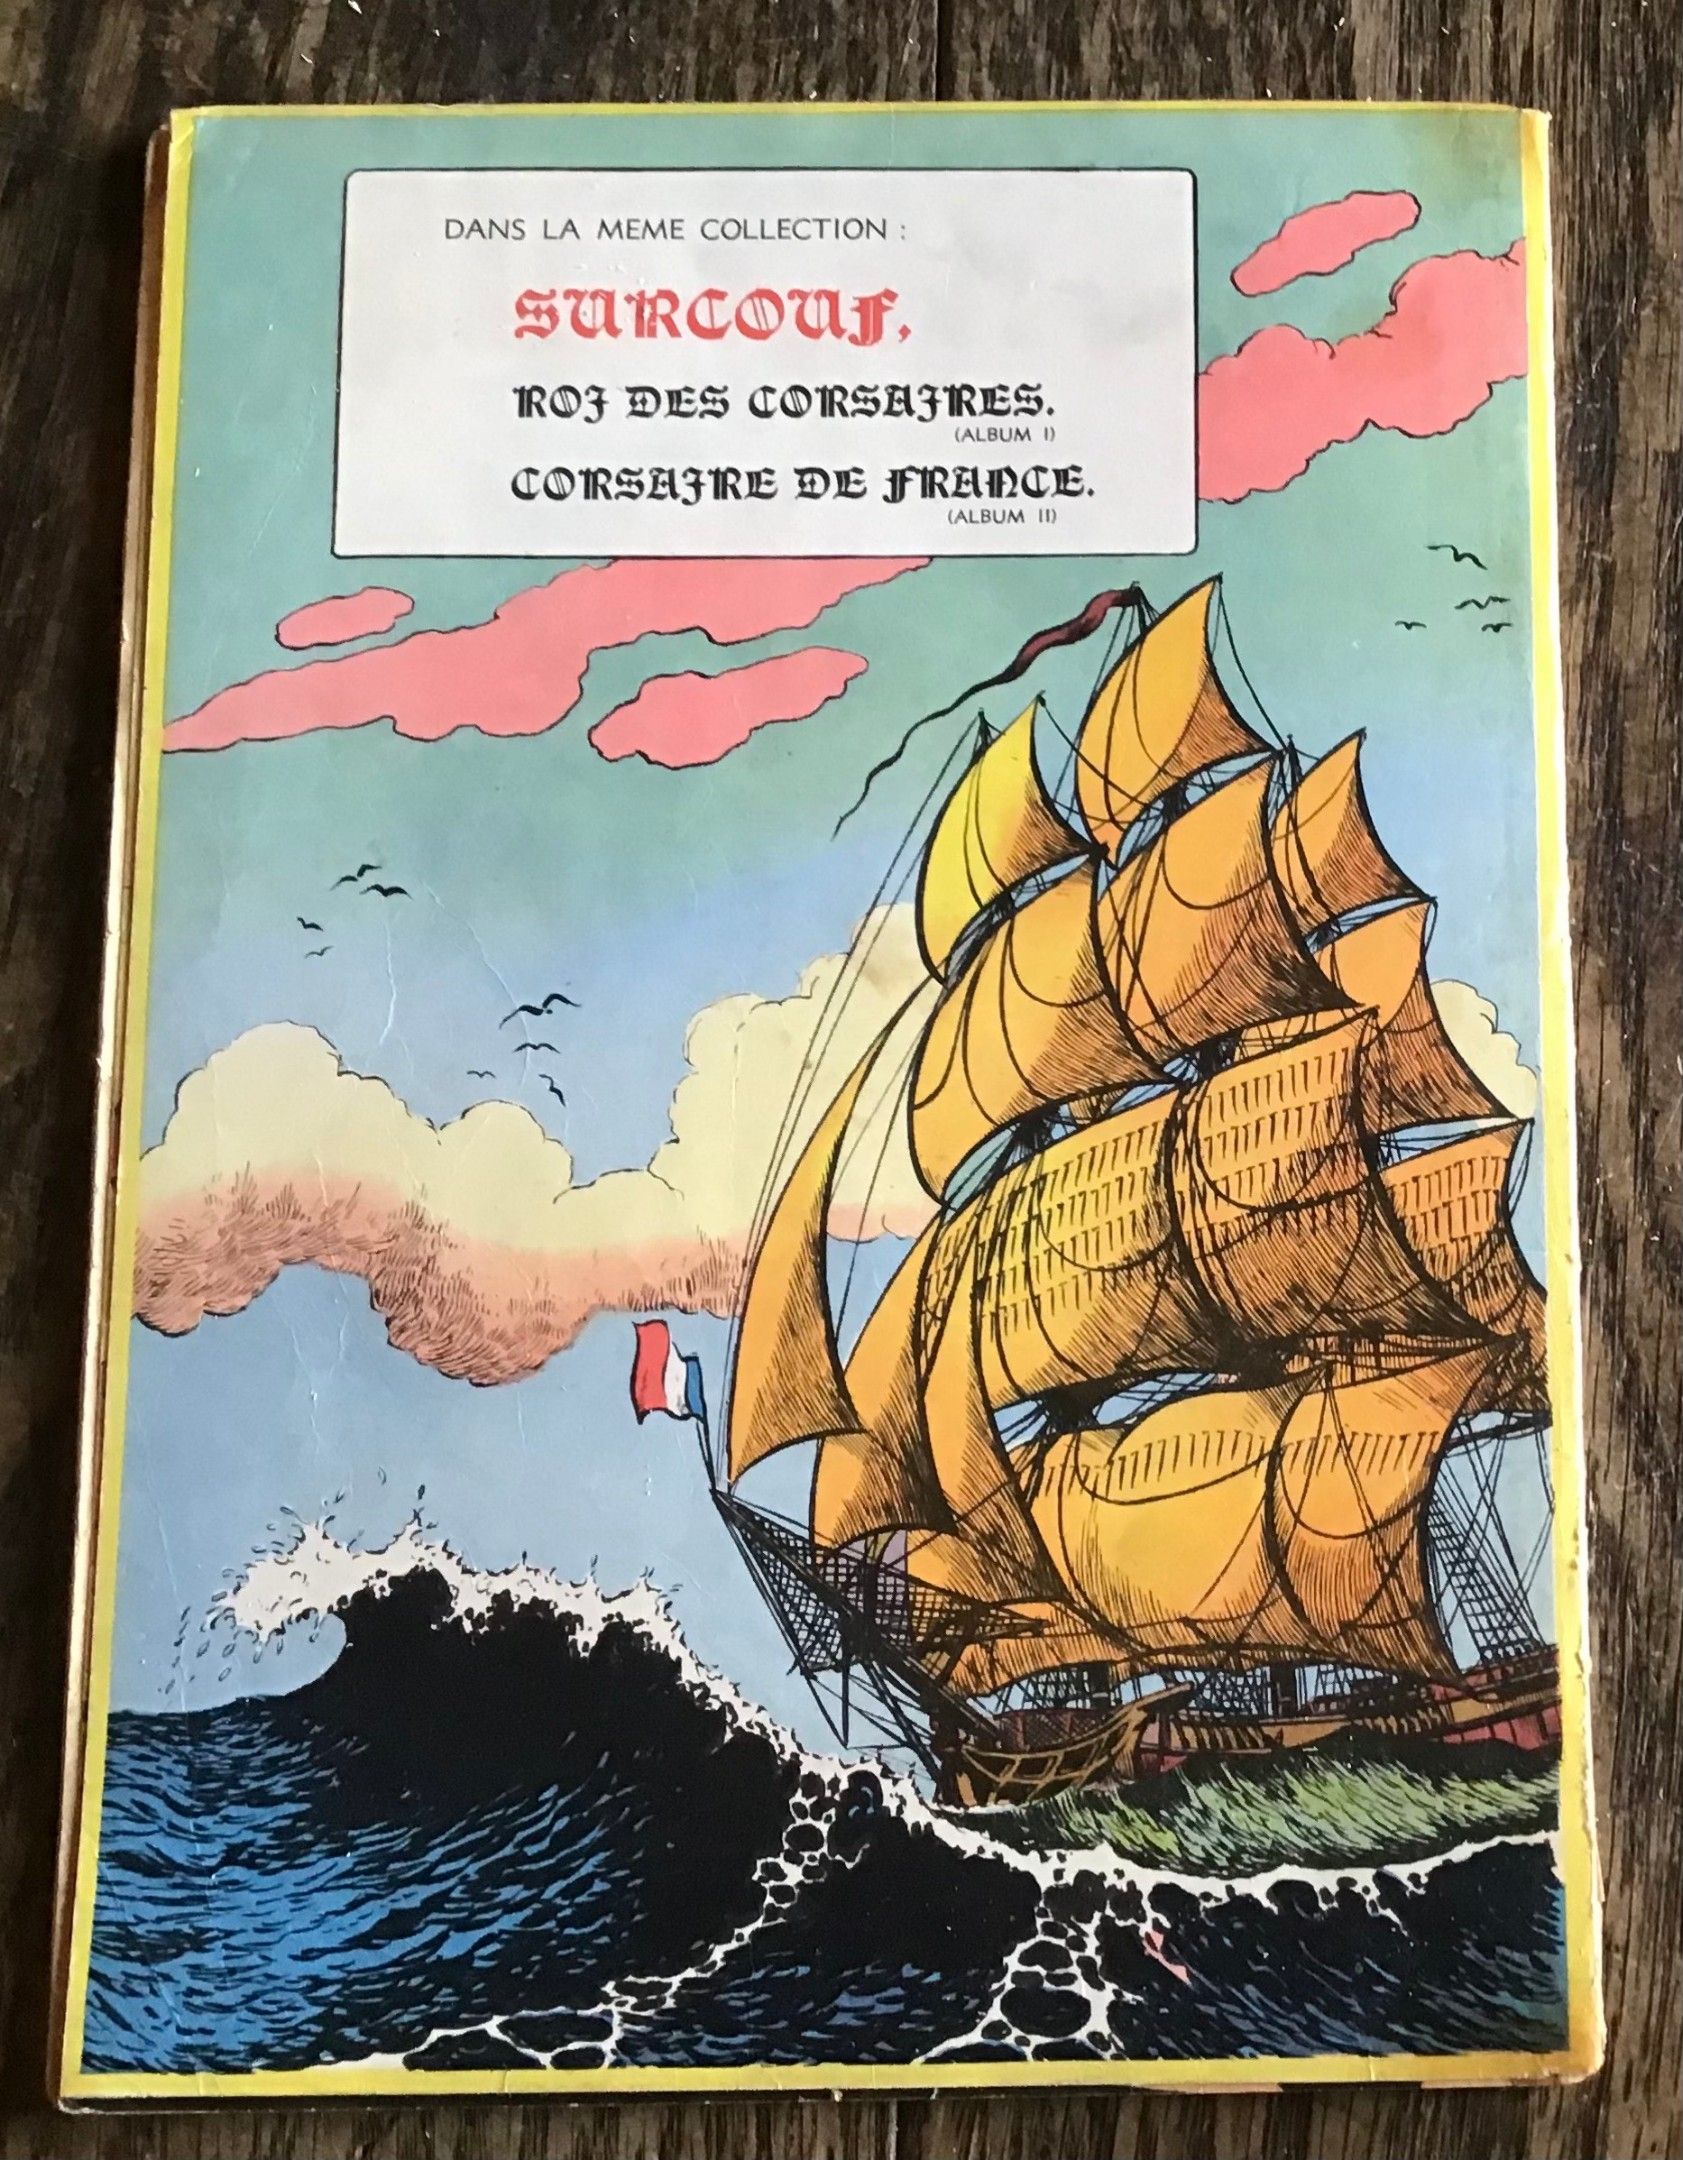 DANS LA MEME COLLECTION :
SURCOUF,
ROI DES CORSAIRES.
(ALBUM I)
CORSAIRE DE FRANCE.
(ALBUM II)